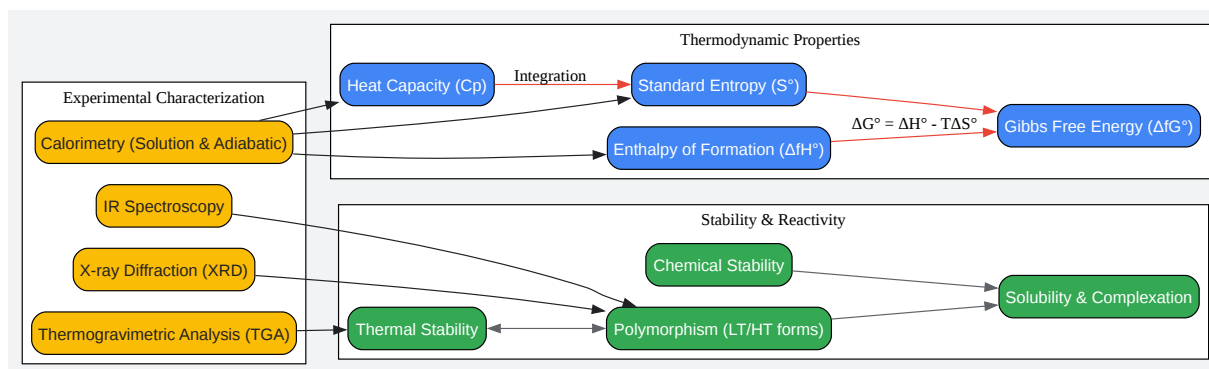 Thermodynamic Properties
Heat Capacity (Cp)
Integration
Standard Entropy (S°)
ΔG° = ΔH° - TΔS°
Gibbs Free Energy (ΔfG°)
Enthalpy of Formation (ΔfH°)
Experimental Characterization
Calorimetry (Solution & Adiabatic)
IR Spectroscopy
X-ray Diffraction (XRD)
Thermogravimetric Analysis (TGA)
Stability & Reactivity
Chemical Stability
Solubility & Complexation
Thermal Stability
Polymorphism (LT/HT forms)